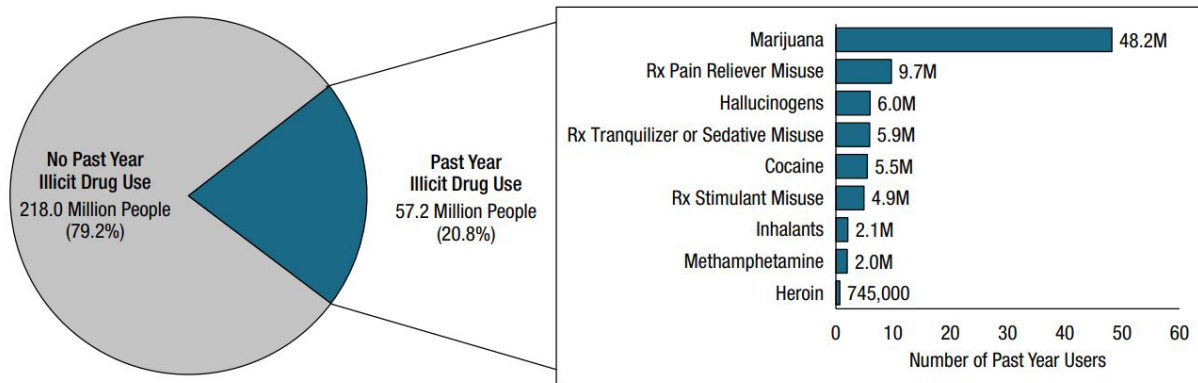 No Past Year
Illicit Drug Use
218.0 Million People
(79.2%)
Past Year
Illicit Drug Use
57.2 Million People
(20.8%)
Marijuana 48.2M
Rx Pain Reliever Misuse 9.7M
Hallucinogens 6.0M
Rx Tranquilizer or Sedative Misuse 5.9M
Cocaine 5.5M
Rx Stimulant Misuse 4.9M
Inhalants 2.1M
Methamphetamine 2.0M
Heroin 745,000
0 10 20 30 40 50 60
Number of Past Year Users